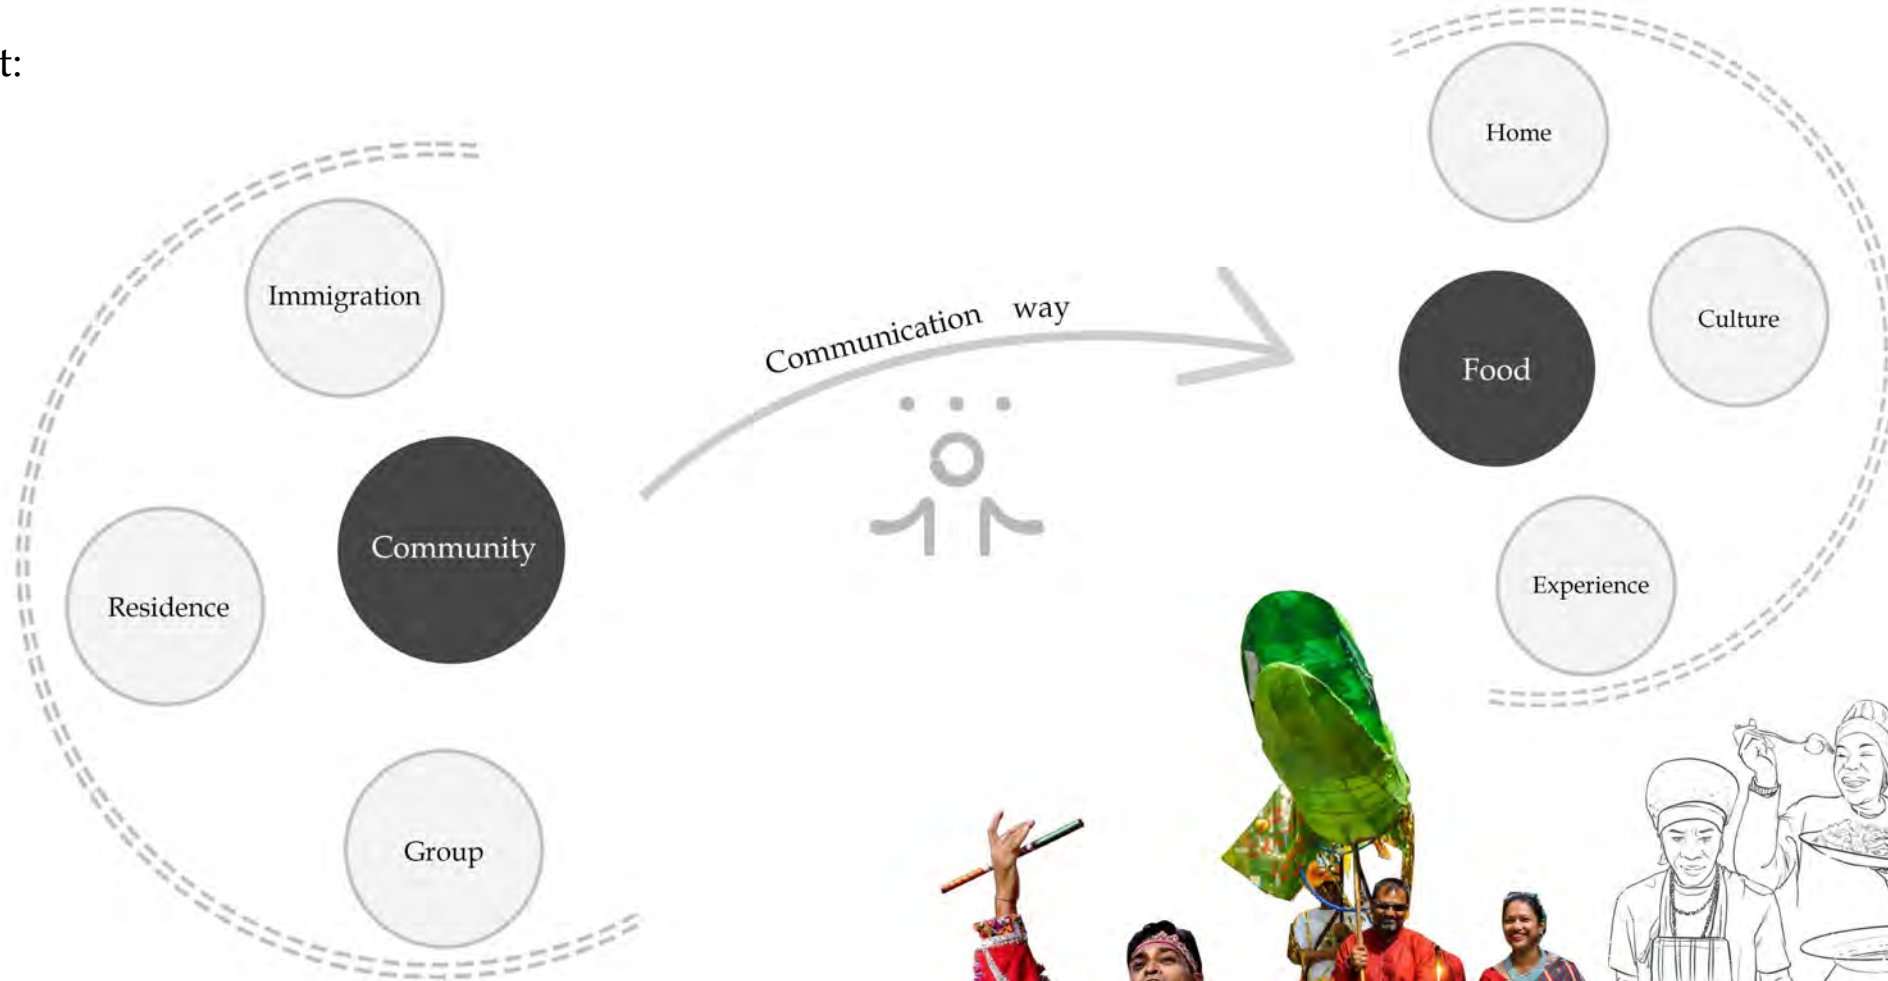 t:
Immigration
Community
Residence
Group
Communication way
Home
Culture
Food
Experience